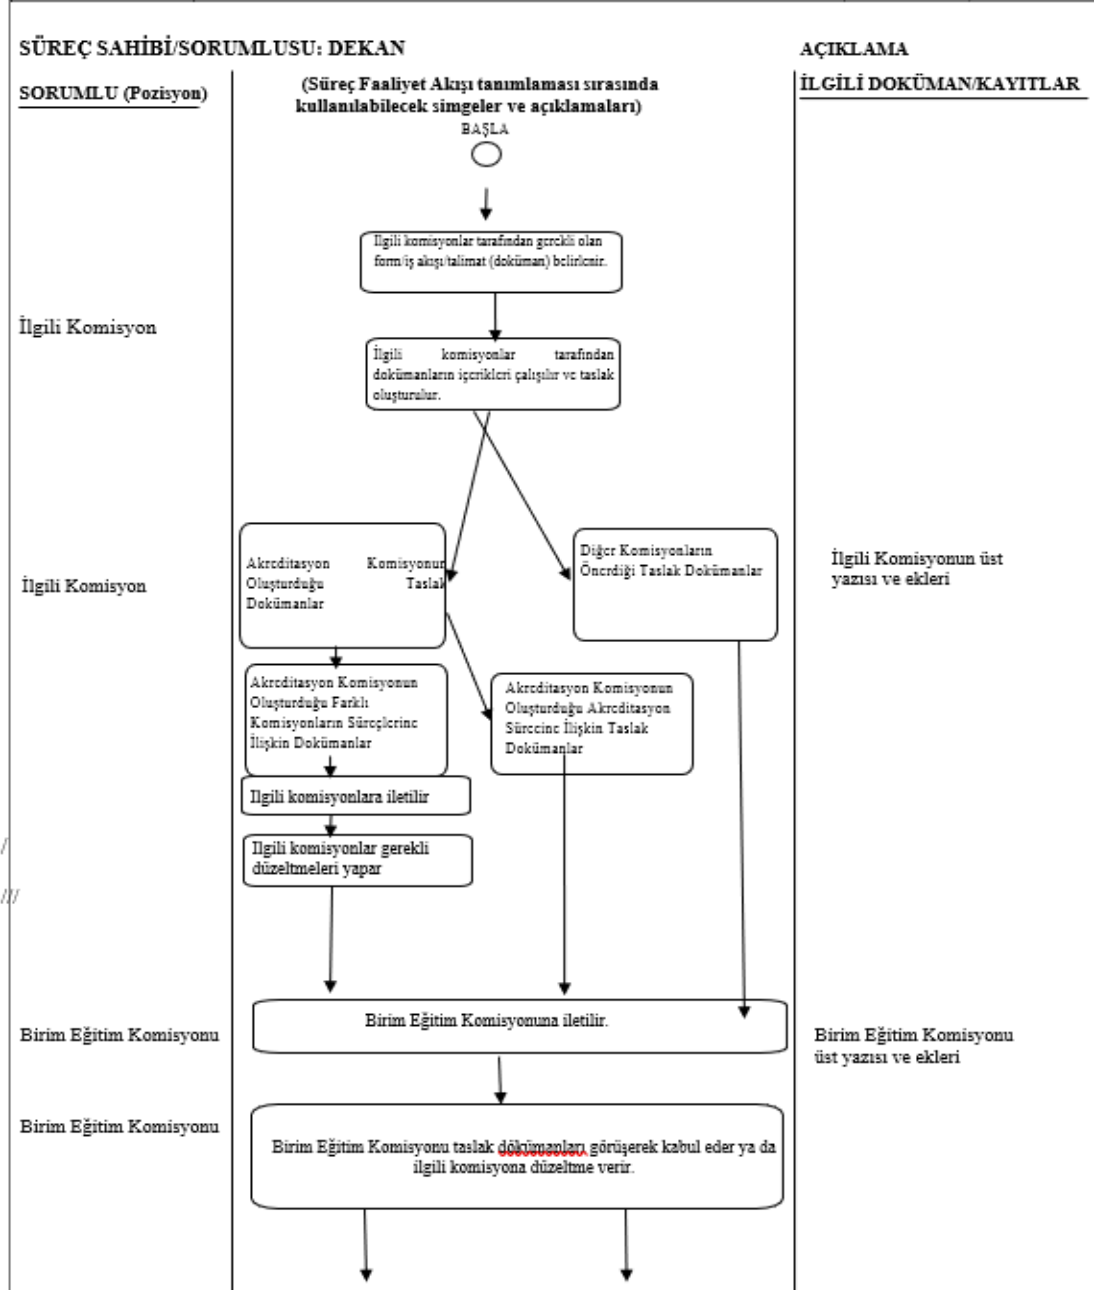 SÜREÇ SAHİBİ/SORUMLUSU: DEKAN
AÇIKLAMA
SORUMLU (Pozisyon)
(Süreç Faaliyet Akışı tanımlaması sırasında
kullanılabilecek simgeler ve açıklamaları)
İLGİLİ DOKÜMAN/KAYITLAR
BAŞLA
İlgili komisyonlar tarafından gerekli olan
form/iş akışı/talimat (doküman) belirlenir.
İlgili Komisyon
İlgili komisyonlar tarafından
dokümanların içerikleri çalışılır ve taslak
oluşturulur.
İlgili Komisyon
Akreditasyon Komisyonun
Oluşturduğu Taslak
Dokümanlar
Diğer Komisyonların
Önerdiği Taslak Dokümanlar
İlgili Komisyonun üst
yazısı ve ekleri
Akreditasyon Komisyonun
Oluşturduğu Farklı
Komisyonların Süreçlerine
İlişkin Dokümanlar
Akreditasyon Komisyonun
Oluşturduğu Akreditasyon
Sürecine İlişkin Taslak
Dokümanlar
İlgili komisyonlara iletilir
İlgili komisyonlar gerekli
düzeltmeleri yapar
/
///
Birim Eğitim Komisyonu
Birim Eğitim Komisyonuna iletilir.
Birim Eğitim Komisyonu
üst yazısı ve ekleri
Birim Eğitim Komisyonu
Birim Eğitim Komisyonu taslak dökümanları görüşerek kabul eder ya da
ilgili komisyona düzeltme verir.